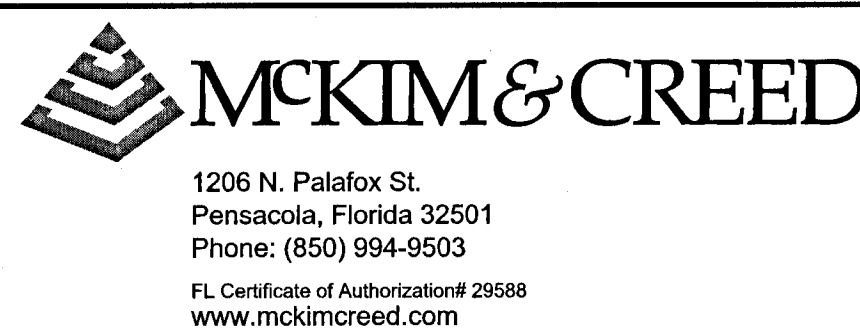 McKIM & CREED
1206 N. Palafox St.
Pensacola, Florida 32501
Phone: (850) 994-9503
FL Certificate of Authorization# 29588
www.mckimcreed.com